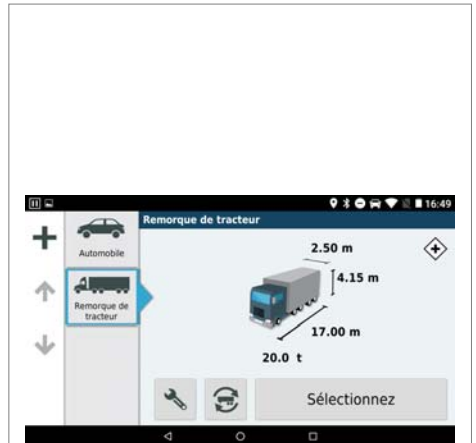 16:49
Remorque de tracteur
Automobile
Remorque de
tracteur
2.50 m
4.15 m
17.00 m
20.0 t
Sélectionnez